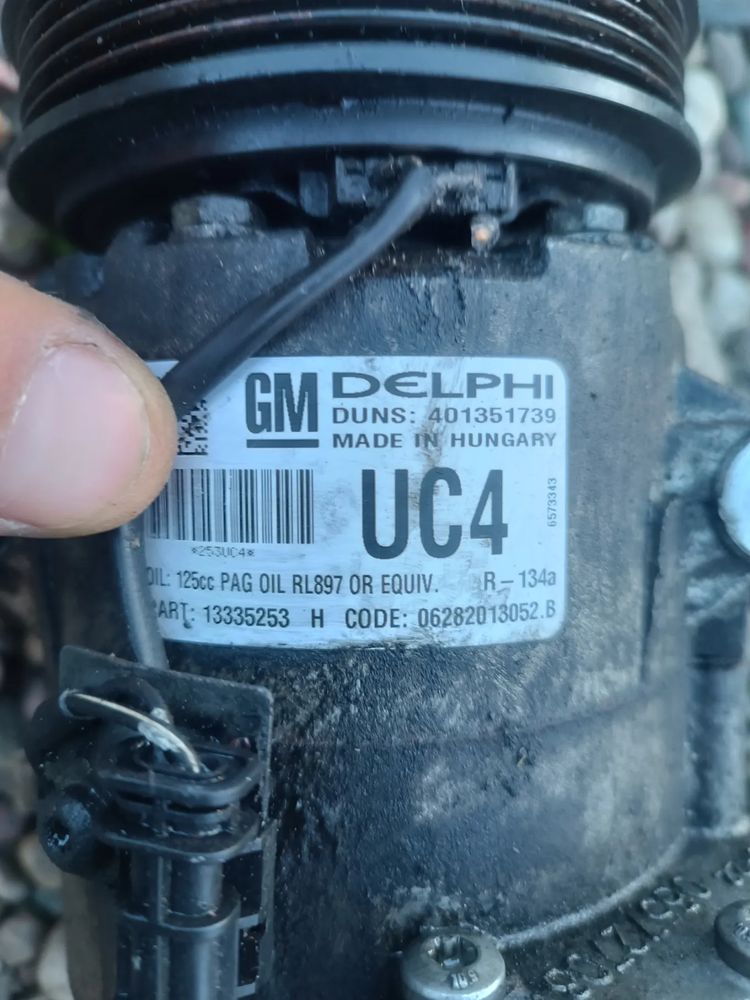 GM DELPHI
DUNS: 401351739
MADE IN HUNGARY
UC4
6573343
*253UC4*
OIL: 125cc PAG OIL RL897 OR EQUIV. R-134a
PART: 13335253 H CODE: 06282013052.B